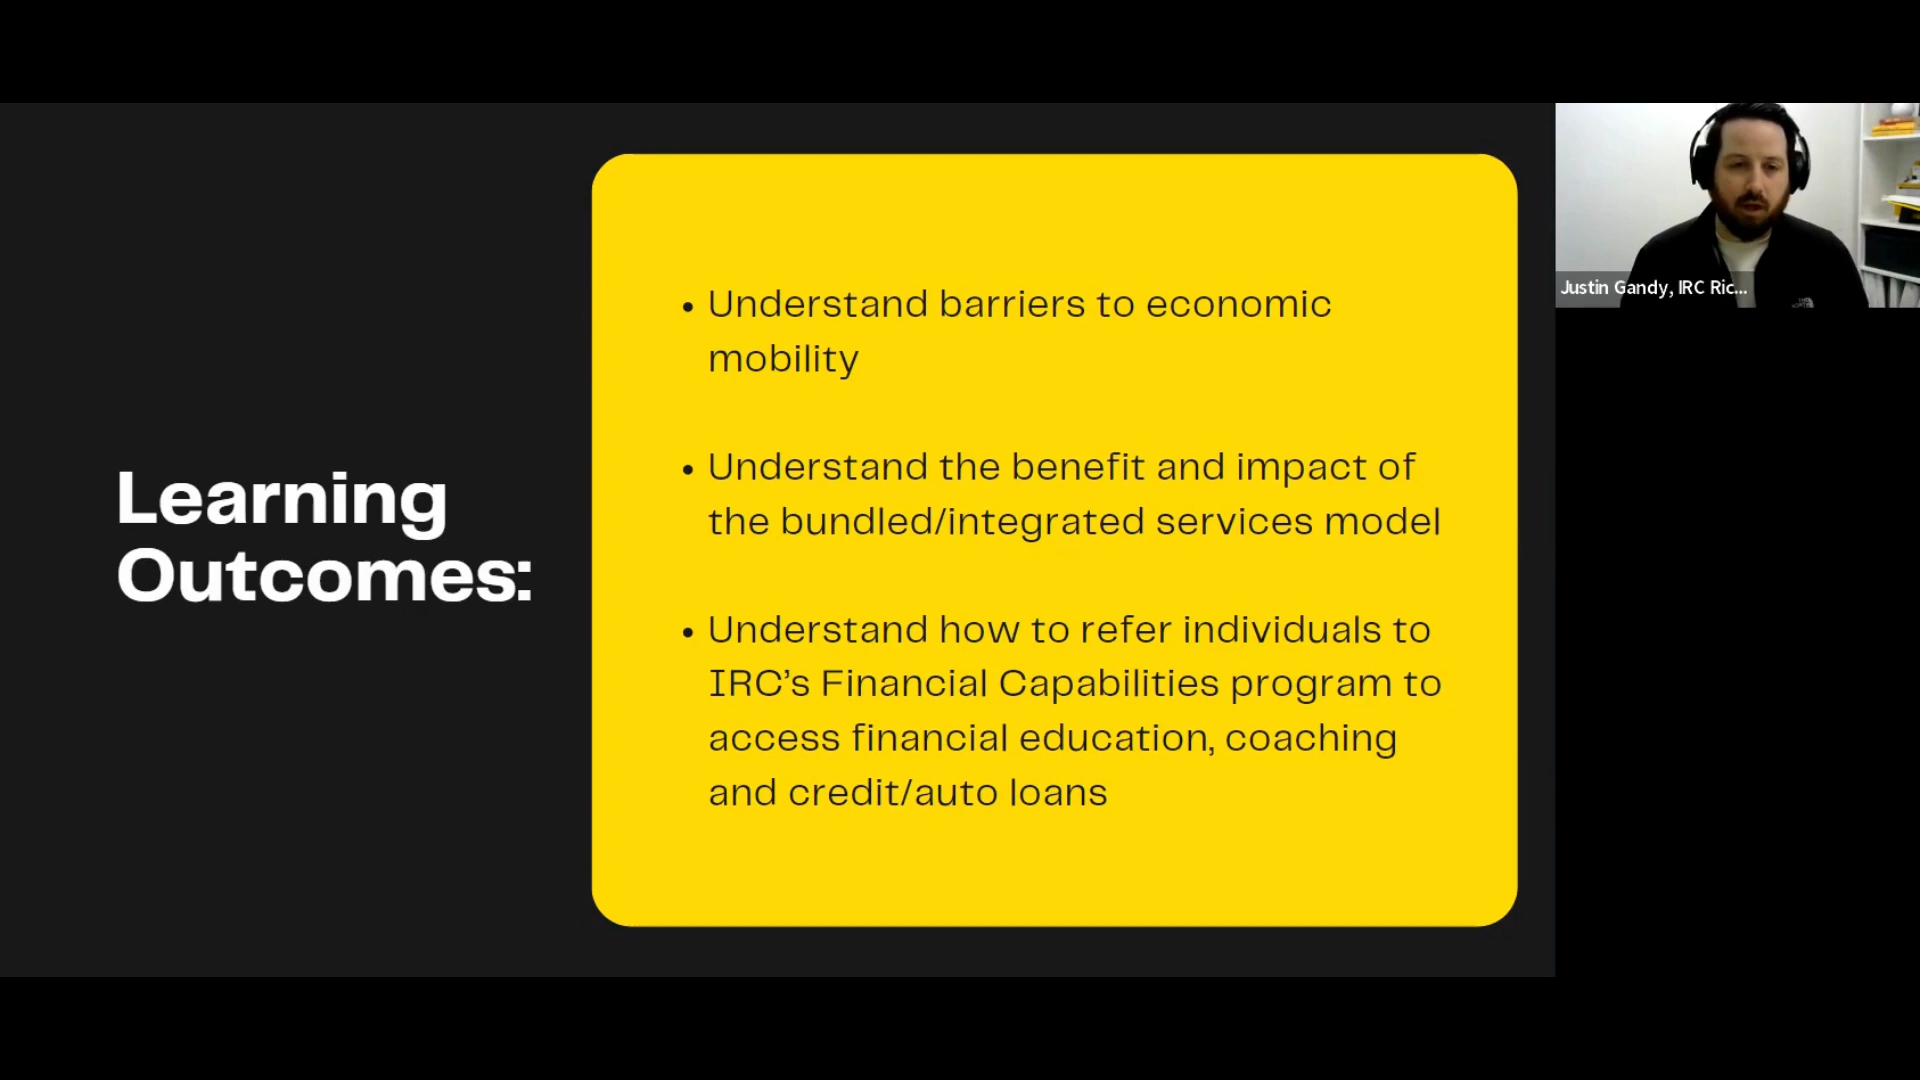 Learning
Outcomes:
• Understand barriers to economic
mobility
• Understand the benefit and impact of
the bundled/integrated services model
• Understand how to refer individuals to
IRC’s Financial Capabilities program to
access financial education, coaching
and credit/auto loans
Justin Gandy, IRC Ric...